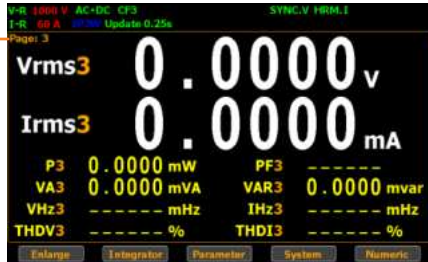 V-R 1000 V AC+DC CF3 SYNC.V HRM.I
I-R 60 A Update 0.25s
Page: 3
Vrms3 0.0000 V
Irms3 0.0000 mA
P3 0.0000 mW PF3 ------
VA3 0.0000 mVA VAR3 0.0000 mvar
VHz3 ------ mHz IHz3 ------ mHz
THDV3 ------ % THDI3 ------ %
Enlarge Integrator Parameter System Numeric